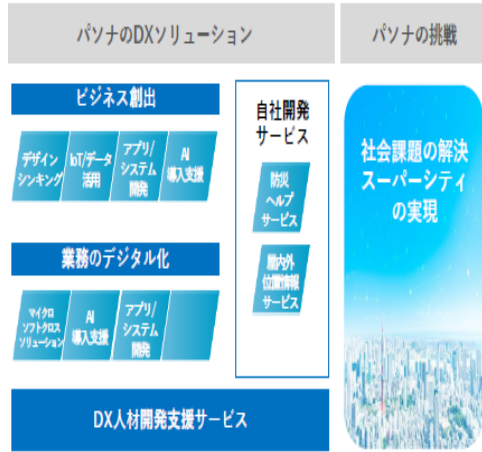 パソナのDXソリューション
パソナの挑戦
ビジネス創出
デザイン
シンキング
IoT/データ
活用
アプリ/
システム
開発
AI
導入支援
自社開発
サービス
防災
ヘルプ
サービス
屋内外
位置情報
サービス
業務のデジタル化
マイクロ
ソフトクロス
ソリューション
AI
導入支援
アプリ/
システム
開発
DX人材開発支援サービス
社会課題の解決
スーパーシティ
の実現